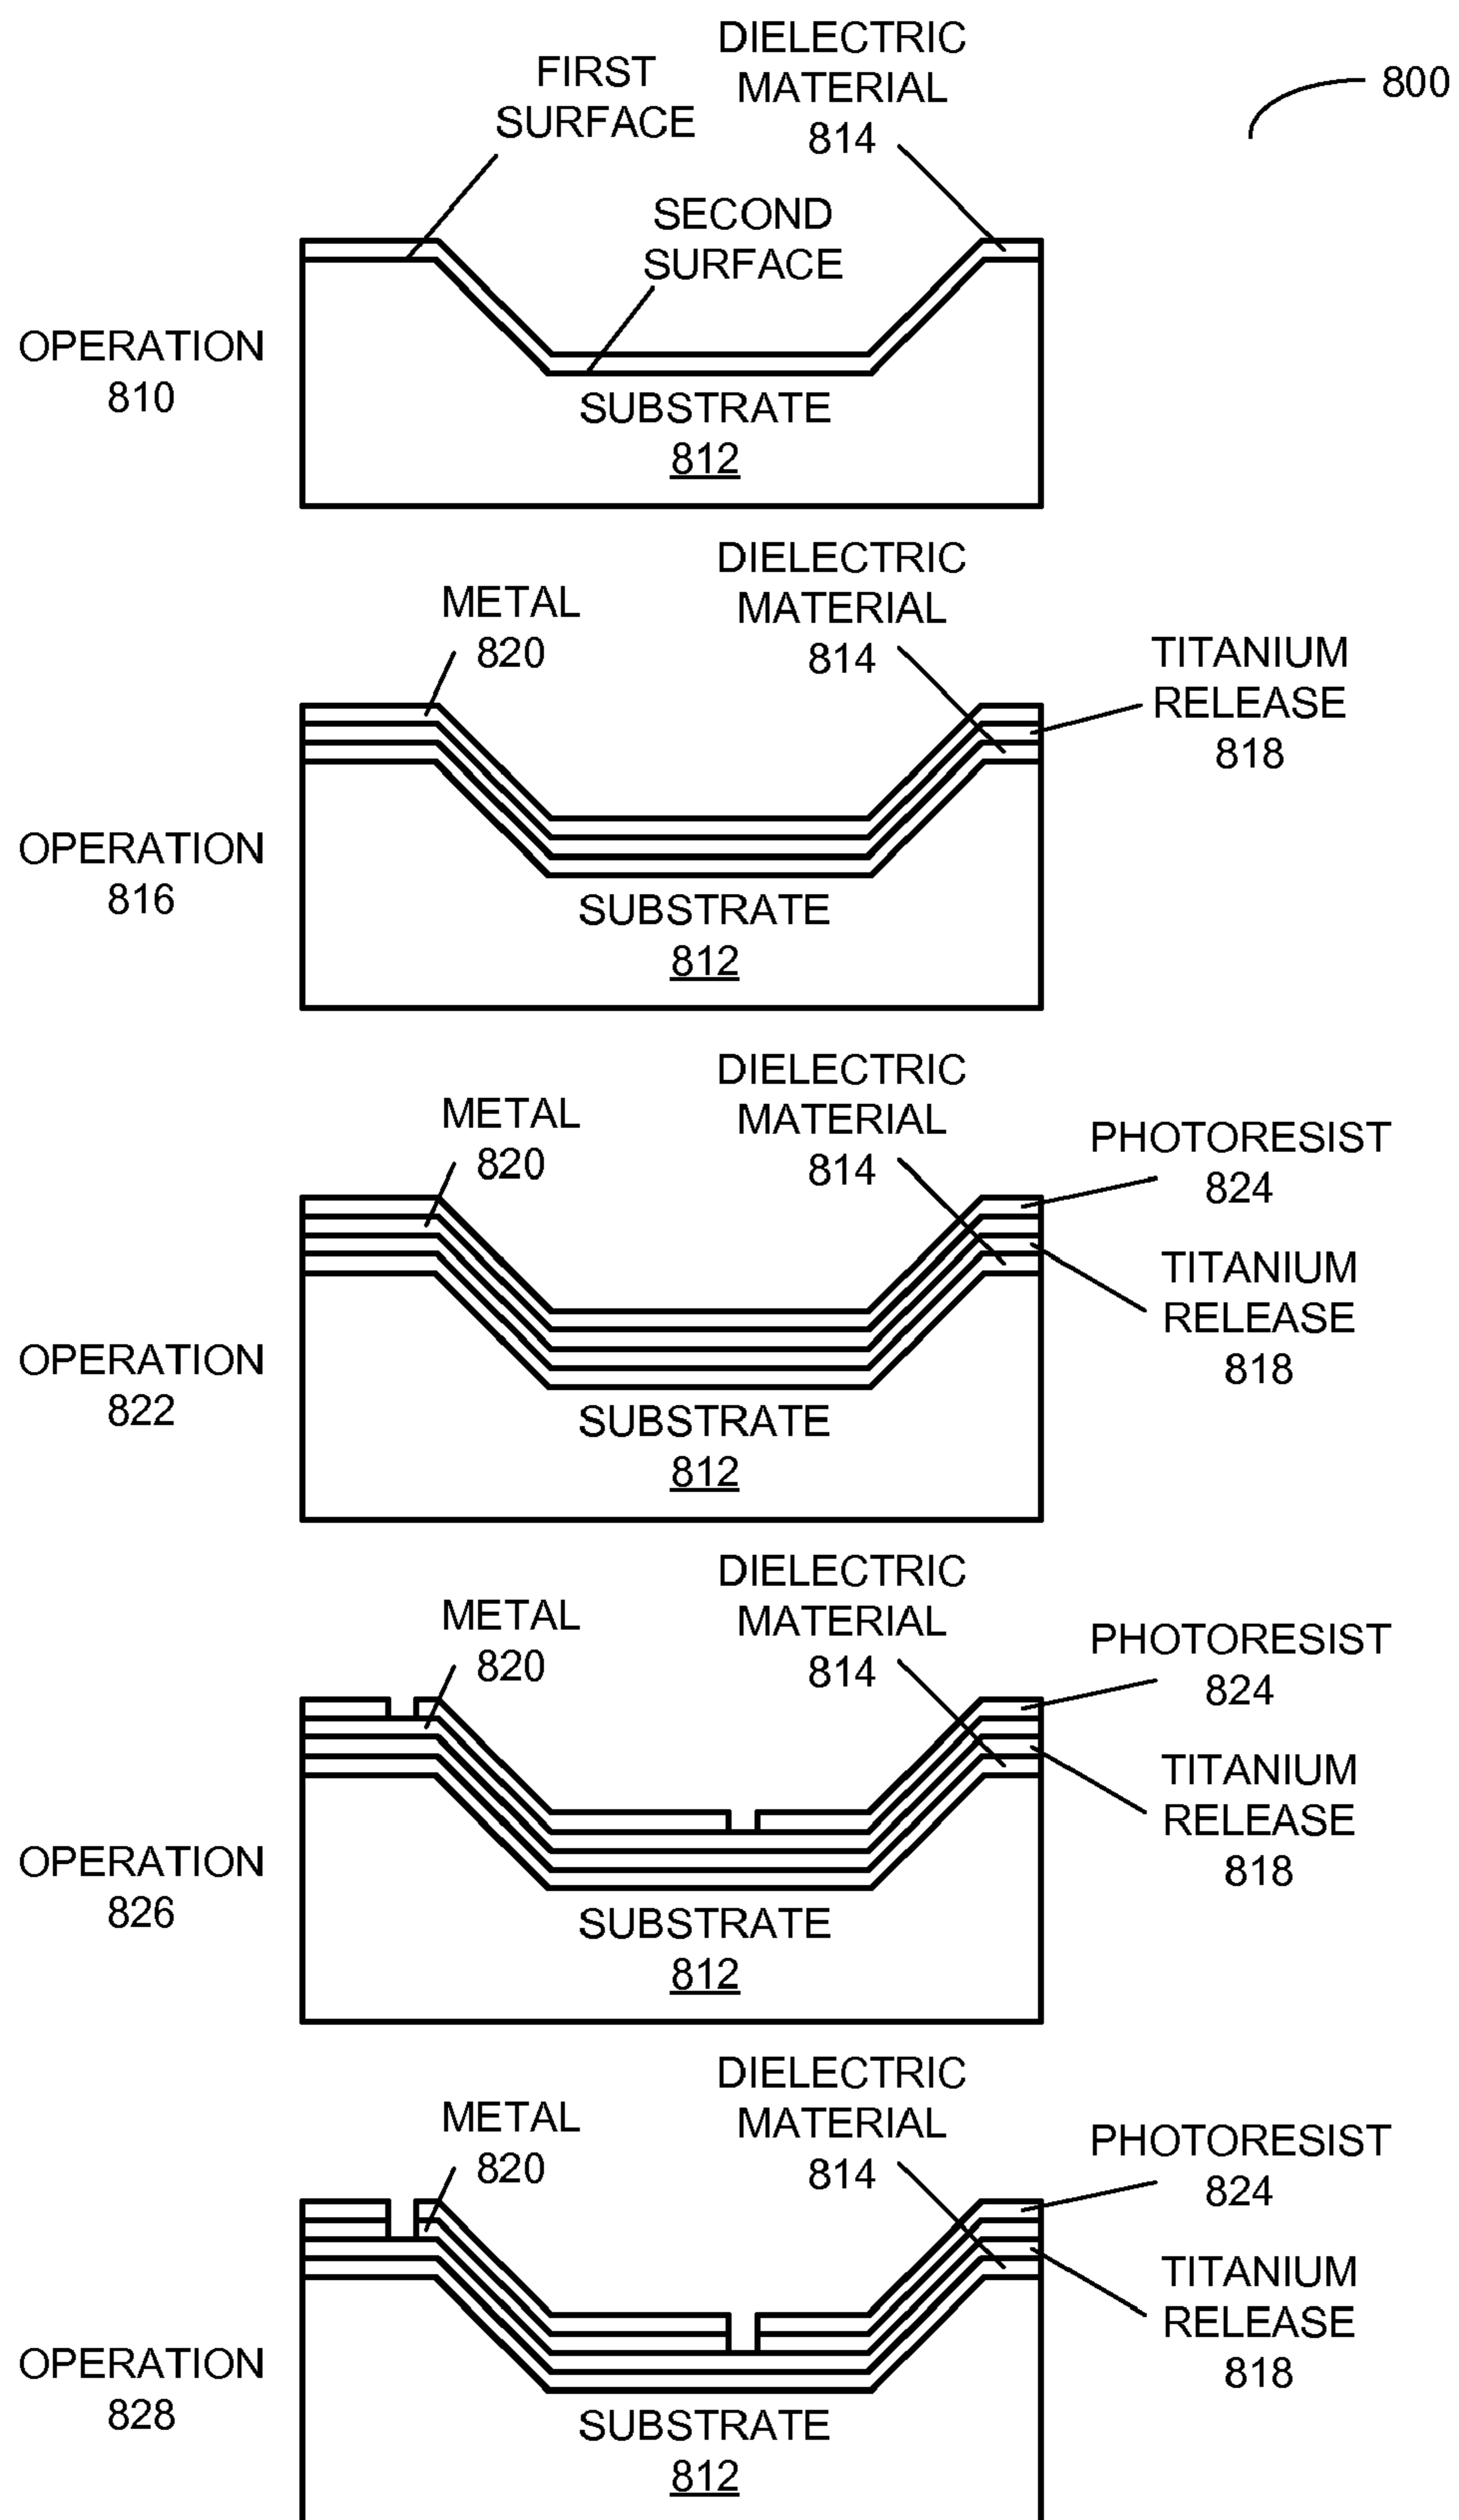 FIRST
SURFACE
DIELECTRIC
MATERIAL
814
800
SECOND
SURFACE
OPERATION
810
SUBSTRATE
812
METAL
820
DIELECTRIC
MATERIAL
814
TITANIUM
RELEASE
818
OPERATION
816
SUBSTRATE
812
METAL
820
DIELECTRIC
MATERIAL
814
PHOTORESIST
824
TITANIUM
RELEASE
818
OPERATION
822
SUBSTRATE
812
METAL
820
DIELECTRIC
MATERIAL
814
PHOTORESIST
824
TITANIUM
RELEASE
818
OPERATION
826
SUBSTRATE
812
METAL
820
DIELECTRIC
MATERIAL
814
PHOTORESIST
824
TITANIUM
RELEASE
818
OPERATION
828
SUBSTRATE
812